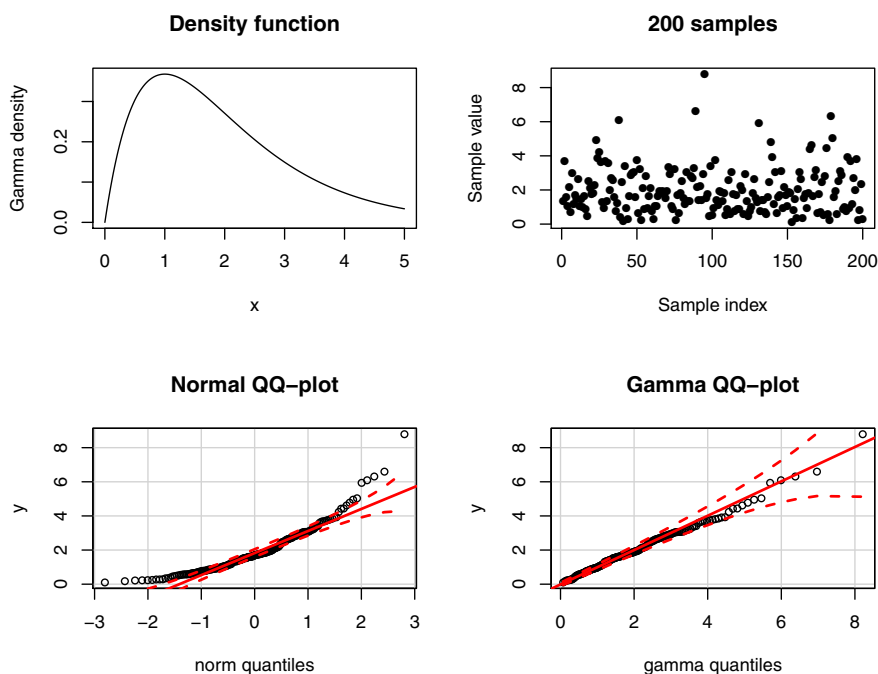 Density function
Gamma density
0.0
0.2
0 1 2 3 4 5
x
200 samples
Sample value
0
2
4
6
8
0 50 100 150 200
Sample index
Normal QQ−plot
y
0
2
4
6
8
−3 −2 −1 0 1 2 3
norm quantiles
Gamma QQ−plot
y
0
2
4
6
8
0 2 4 6 8
gamma quantiles